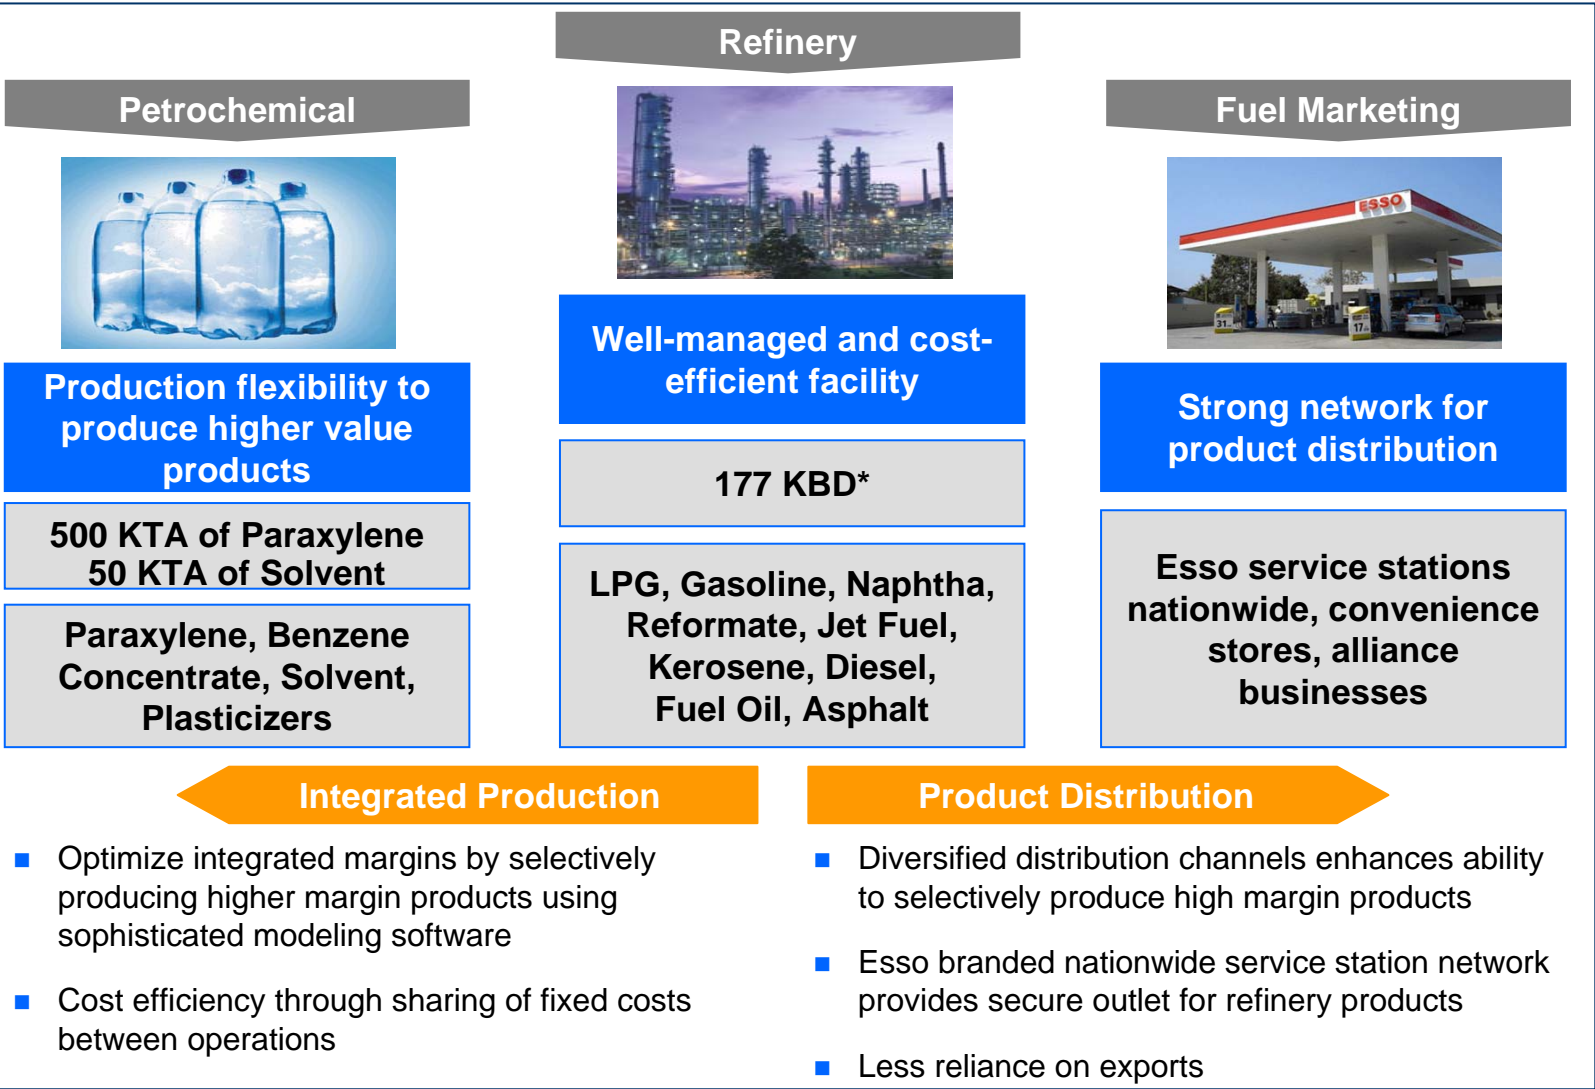 Refinery
Petrochemical
Fuel Marketing
ESSO
31
17
Production flexibility to
produce higher value
products
500 KTA of Paraxylene
50 KTA of Solvent
Paraxylene, Benzene
Concentrate, Solvent,
Plasticizers
Well-managed and cost-
efficient facility
177 KBD*
LPG, Gasoline, Naphtha,
Reformate, Jet Fuel,
Kerosene, Diesel,
Fuel Oil, Asphalt
Strong network for
product distribution
Esso service stations
nationwide, convenience
stores, alliance
businesses
Integrated Production
Optimize integrated margins by selectively
producing higher margin products using
sophisticated modeling software
Cost efficiency through sharing of fixed costs
between operations
Product Distribution
Diversified distribution channels enhances ability
to selectively produce high margin products
Esso branded nationwide service station network
provides secure outlet for refinery products
Less reliance on exports